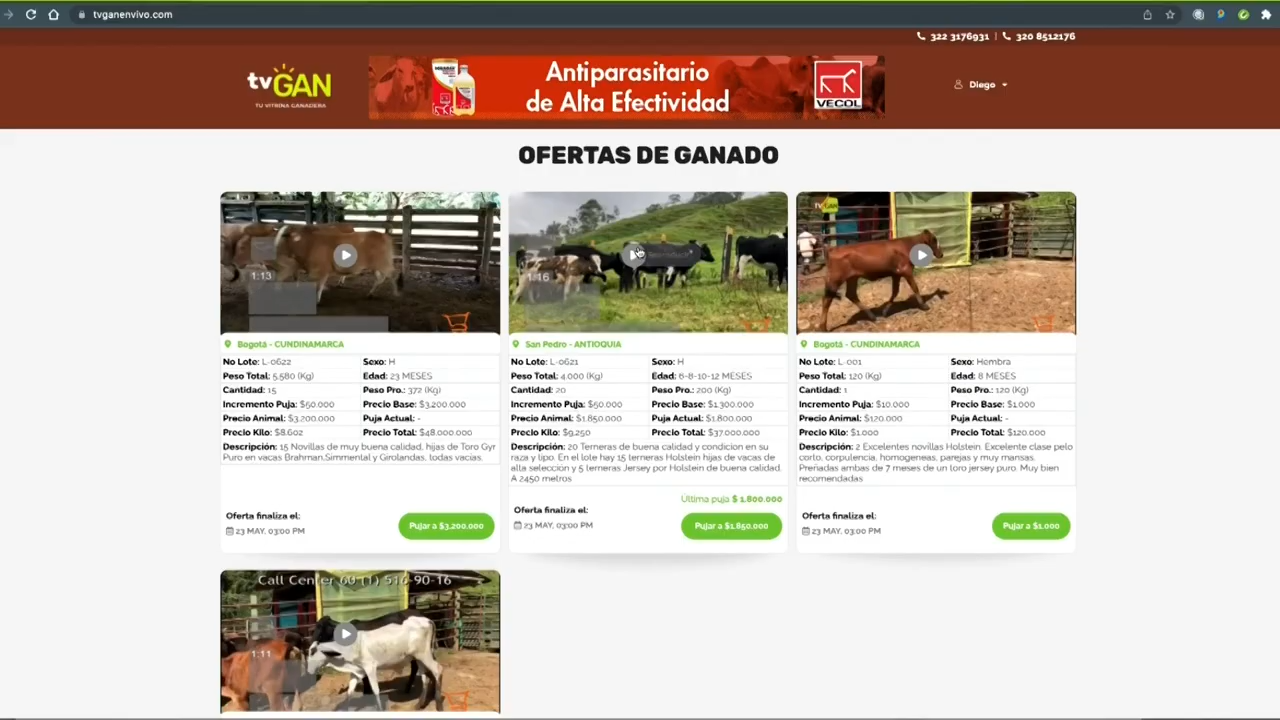 tvganenvivo.com
322 3176931 | 320 8512176
tvGAN
TU VITRINA GANADERA
Antiparasitario
de Alta Efectividad
VECOL
Diego
OFERTAS DE GANADO
1:13
Bogotá - CUNDINAMARCA
No Lote: L-0622 Sexo: H
Peso Total: 5.580 (Kg) Edad: 23 MESES
Cantidad: 15 Peso Pro.: 372 (Kg)
Incremento Puja: $50.000 Precio Base: $3.200.000
Precio Animal: $3.200.000 Puja Actual: -
Precio Kilo: $8.602 Precio Total: $48.000.000
Descripción: 15 Novillas de muy buena calidad, hijas de Toro Gyr
Puro en vacas Brahman,Simmental y Girolandas, todas vacías.
Oferta finaliza el:
23 MAY, 03:00 PM
Pujar a $3.200.000
1:16
San Pedro - ANTIOQUIA
No Lote: L-0621 Sexo: H
Peso Total: 4.000 (Kg) Edad: 6-8-10-12 MESES
Cantidad: 20 Peso Pro.: 200 (Kg)
Incremento Puja: $50.000 Precio Base: $1.300.000
Precio Animal: $1.850.000 Puja Actual: $1.800.000
Precio Kilo: $9,250 Precio Total: $37.000.000
Descripción: 20 Terneras de buena calidad y condicion en su
raza y tipo. En el lote hay 15 terneras Holstein hijas de vacas de
alta selección y 5 terneras Jersey por Holstein de buena calidad.
A 2450 metros
Última puja $ 1.800.000
Oferta finaliza el:
23 MAY, 03:00 PM
Pujar a $1.850.000
tvGAN
Bogotá - CUNDINAMARCA
No Lote: L-001 Sexo: Hembra
Peso Total: 120 (Kg) Edad: 8 MESES
Cantidad: 1 Peso Pro.: 120 (Kg)
Incremento Puja: $10.000 Precio Base: $1.000
Precio Animal: $120.000 Puja Actual: -
Precio Kilo: $1.000 Precio Total: $120.000
Descripción: 2 Excelentes novillas Holstein. Excelente clase pelo
corto, corpulencia, homogeneas, parejas y muy mansas.
Preñadas ambas de 7 meses de un toro jersey puro. Muy bien
recomendadas
Oferta finaliza el:
23 MAY, 03:00 PM
Pujar a $1.000
Call Center 60 (1) 516-90-16
1:11